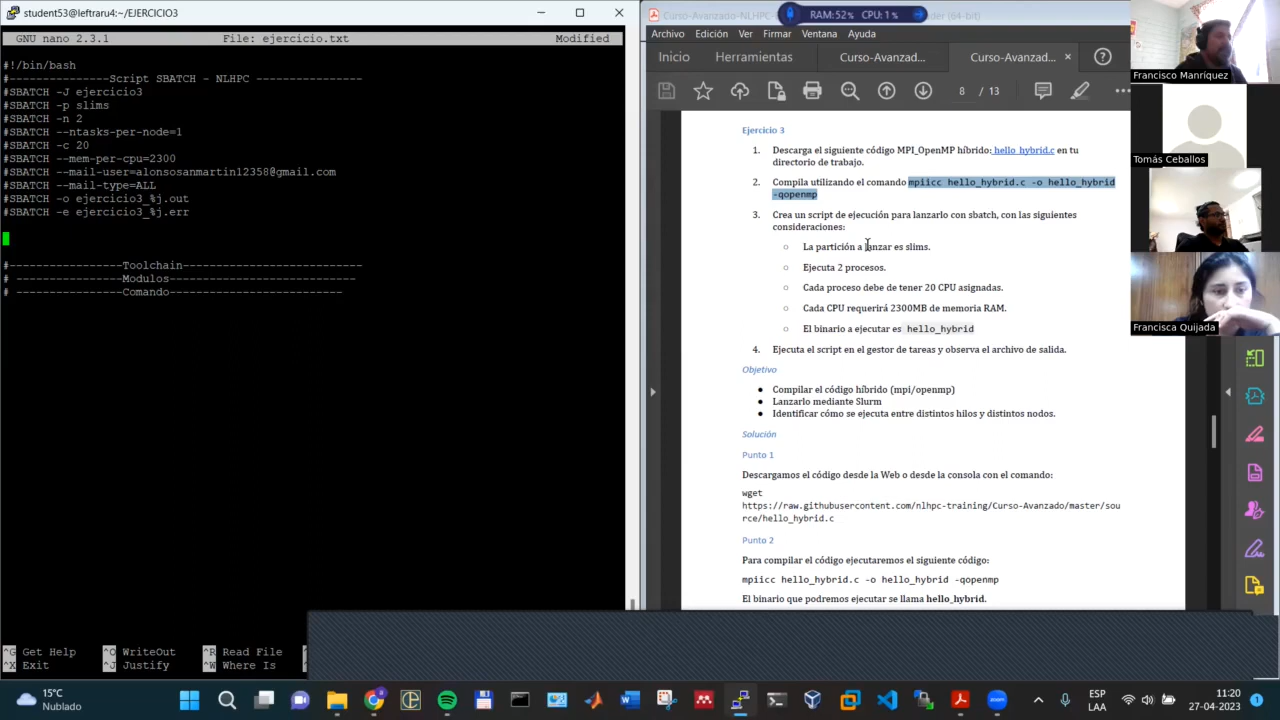 student53@leftraru4:~/EJERCICIO3
GNU nano 2.3.1 File: ejercicio.txt Modified
#!/bin/bash
#---------------Script SBATCH - NLHPC ----------------
#SBATCH -J ejercicio3
#SBATCH -p slims
#SBATCH -n 2
#SBATCH --ntasks-per-node=1
#SBATCH -c 20
#SBATCH --mem-per-cpu=2300
#SBATCH --mail-user=alonsosanmartin12358@gmail.com
#SBATCH --mail-type=ALL
#SBATCH -o ejercicio3_%j.out
#SBATCH -e ejercicio3_%j.err
#-----------------Toolchain---------------------------
# ----------------Modulos----------------------------
# ----------------Comando--------------------------
^G Get Help ^O WriteOut ^R Read File
^X Exit ^J Justify ^W Where Is
Curso-Avanzado-NLHPC- RAM:52% CPU:1% der (64-bit)
Archivo Edición Ver Firmar Ventana Ayuda
Inicio Herramientas Curso-Avanzad... Curso-Avanzad... ×
8 / 13
Ejercicio 3
1. Descarga el siguiente código MPI_OpenMP híbrido: hello_hybrid.c en tu
directorio de trabajo.
2. Compila utilizando el comando mpiicc hello_hybrid.c -o hello_hybrid
-qopenmp
3. Crea un script de ejecución para lanzarlo con sbatch, con las siguientes
consideraciones:
○ La partición a lanzar es slims.
○ Ejecuta 2 procesos.
○ Cada proceso debe de tener 20 CPU asignadas.
○ Cada CPU requerirá 2300MB de memoria RAM.
○ El binario a ejecutar es hello_hybrid
4. Ejecuta el script en el gestor de tareas y observa el archivo de salida.
Objetivo
● Compilar el código híbrido (mpi/openmp)
● Lanzarlo mediante Slurm
● Identificar cómo se ejecuta entre distintos hilos y distintos nodos.
Solución
Punto 1
Descargamos el código desde la Web o desde la consola con el comando:
wget
https://raw.githubusercontent.com/nlhpc-training/Curso-Avanzado/master/sou
rce/hello_hybrid.c
Punto 2
Para compilar el código ejecutaremos el siguiente código:
mpiicc hello_hybrid.c -o hello_hybrid -qopenmp
El binario que podremos ejecutar se llama hello_hybrid.
Francisco Manríquez
Tomás Ceballos
Francisca Quijada
15°C
Nublado
ESP
LAA
11:20
27-04-2023